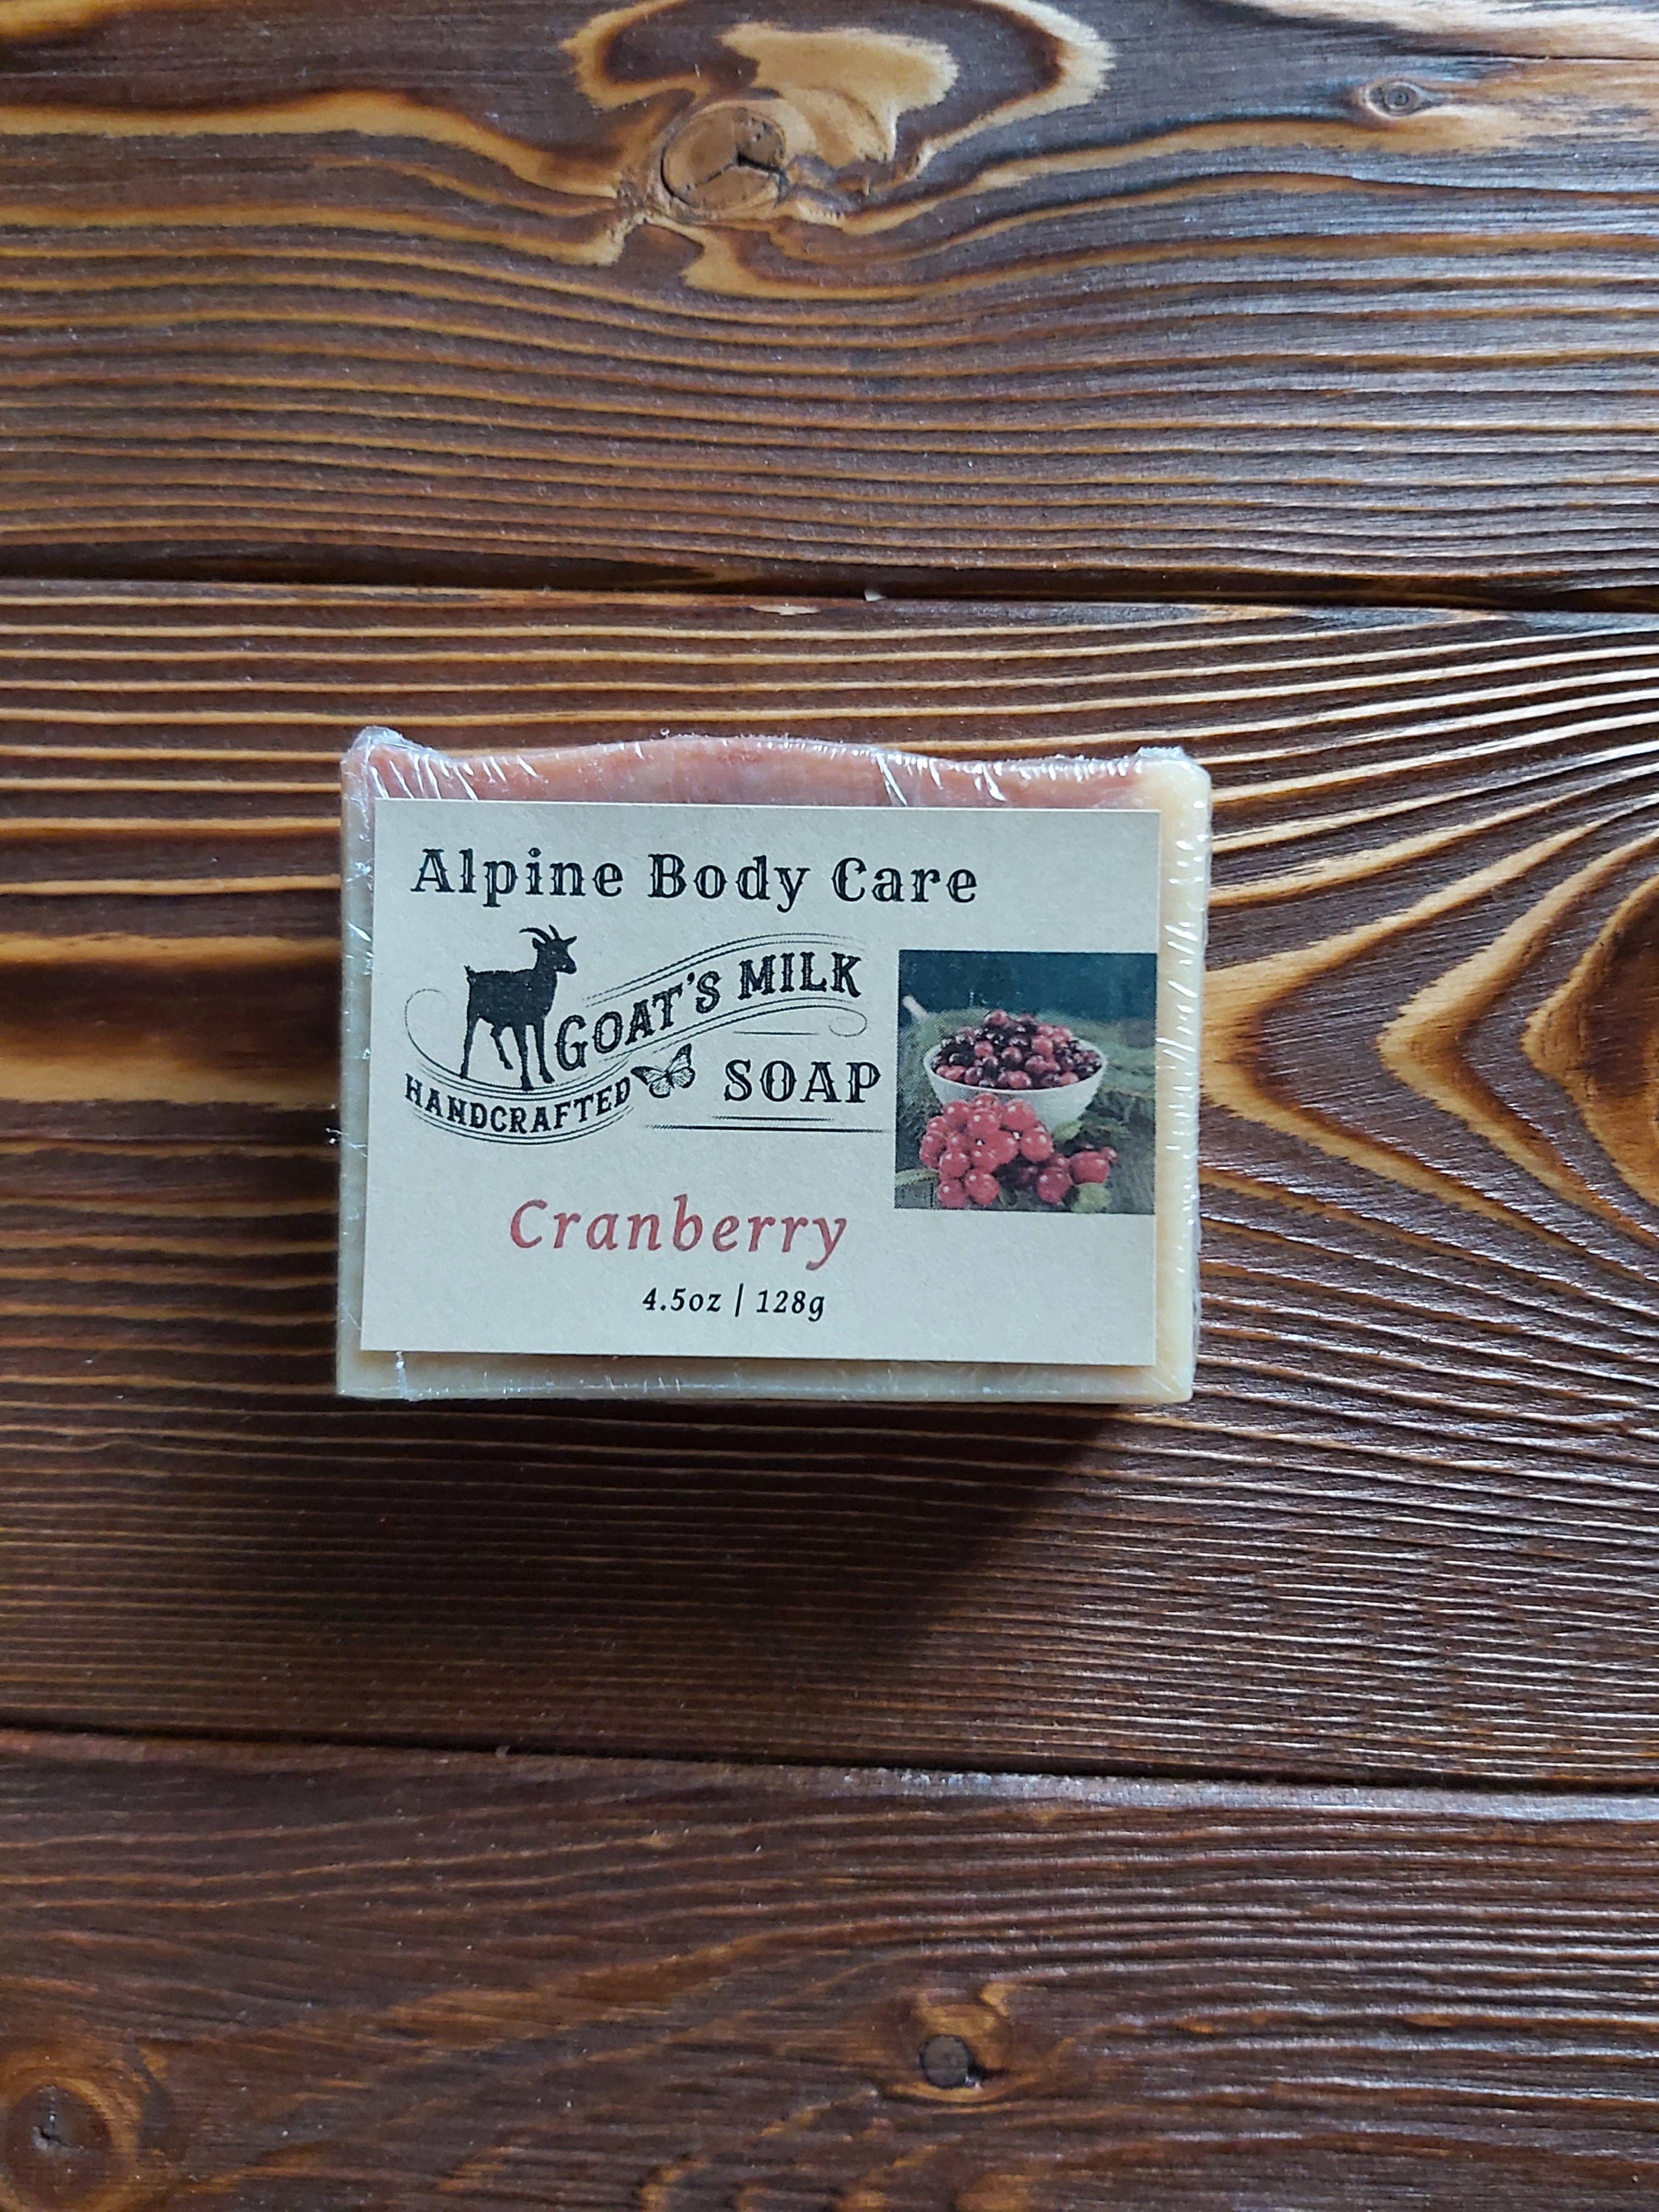 Alpine Body Care
GOAT'S MILK
HANDCRAFTED
SOAP
Cranberry
4.5oz | 128g